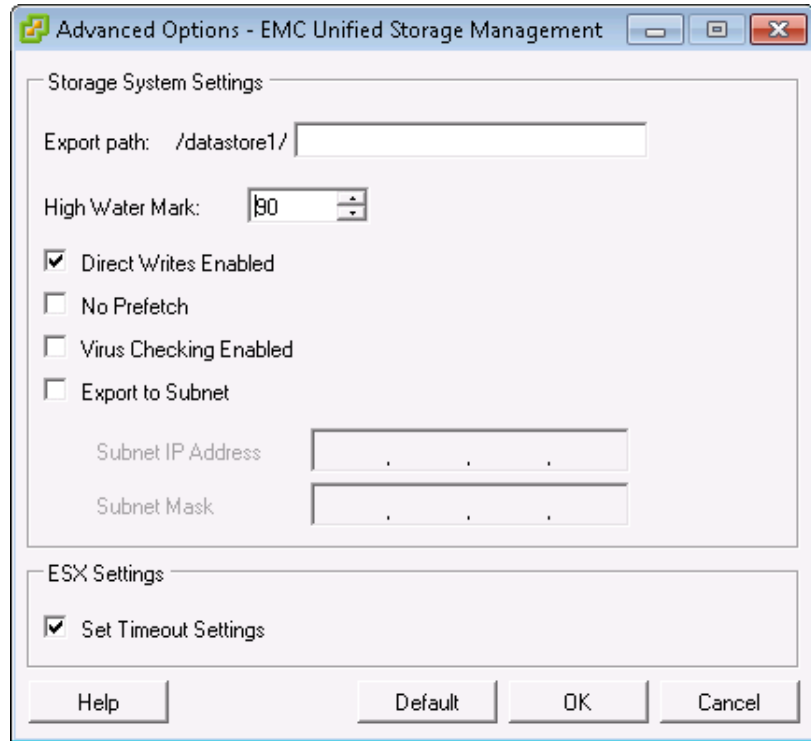 Advanced Options - EMC Unified Storage Management
Storage System Settings
Export path: /datastore1/
High Water Mark: 90
Direct Writes Enabled
No Prefetch
Virus Checking Enabled
Export to Subnet
Subnet IP Address . . .
Subnet Mask . . .
ESX Settings
Set Timeout Settings
Help Default OK Cancel